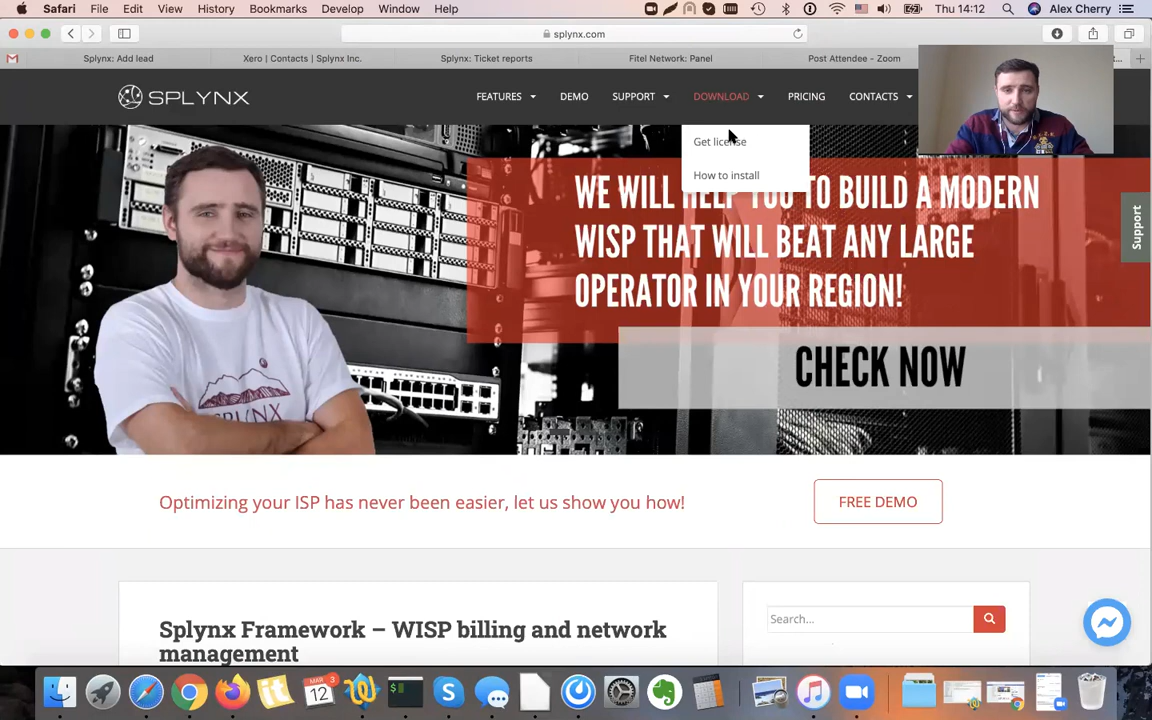 Safari File Edit View History Bookmarks Develop Window Help Thu 14:12 Alex Cherry
splynx.com
Splynx: Add lead Xero | Contacts | Splynx Inc. Splynx: Ticket reports Fitel Network: Panel Post Attendee - Zoom
SPLYNX FEATURES DEMO SUPPORT DOWNLOAD PRICING CONTACTS
Get license
How to install
WE WILL HELP YOU TO BUILD A MODERN
WISP THAT WILL BEAT ANY LARGE
OPERATOR IN YOUR REGION!
CHECK NOW
Support
SPLYNX
Optimizing your ISP has never been easier, let us show you how!
FREE DEMO
Splynx Framework – WISP billing and network
management
Search...
MAR
12
3